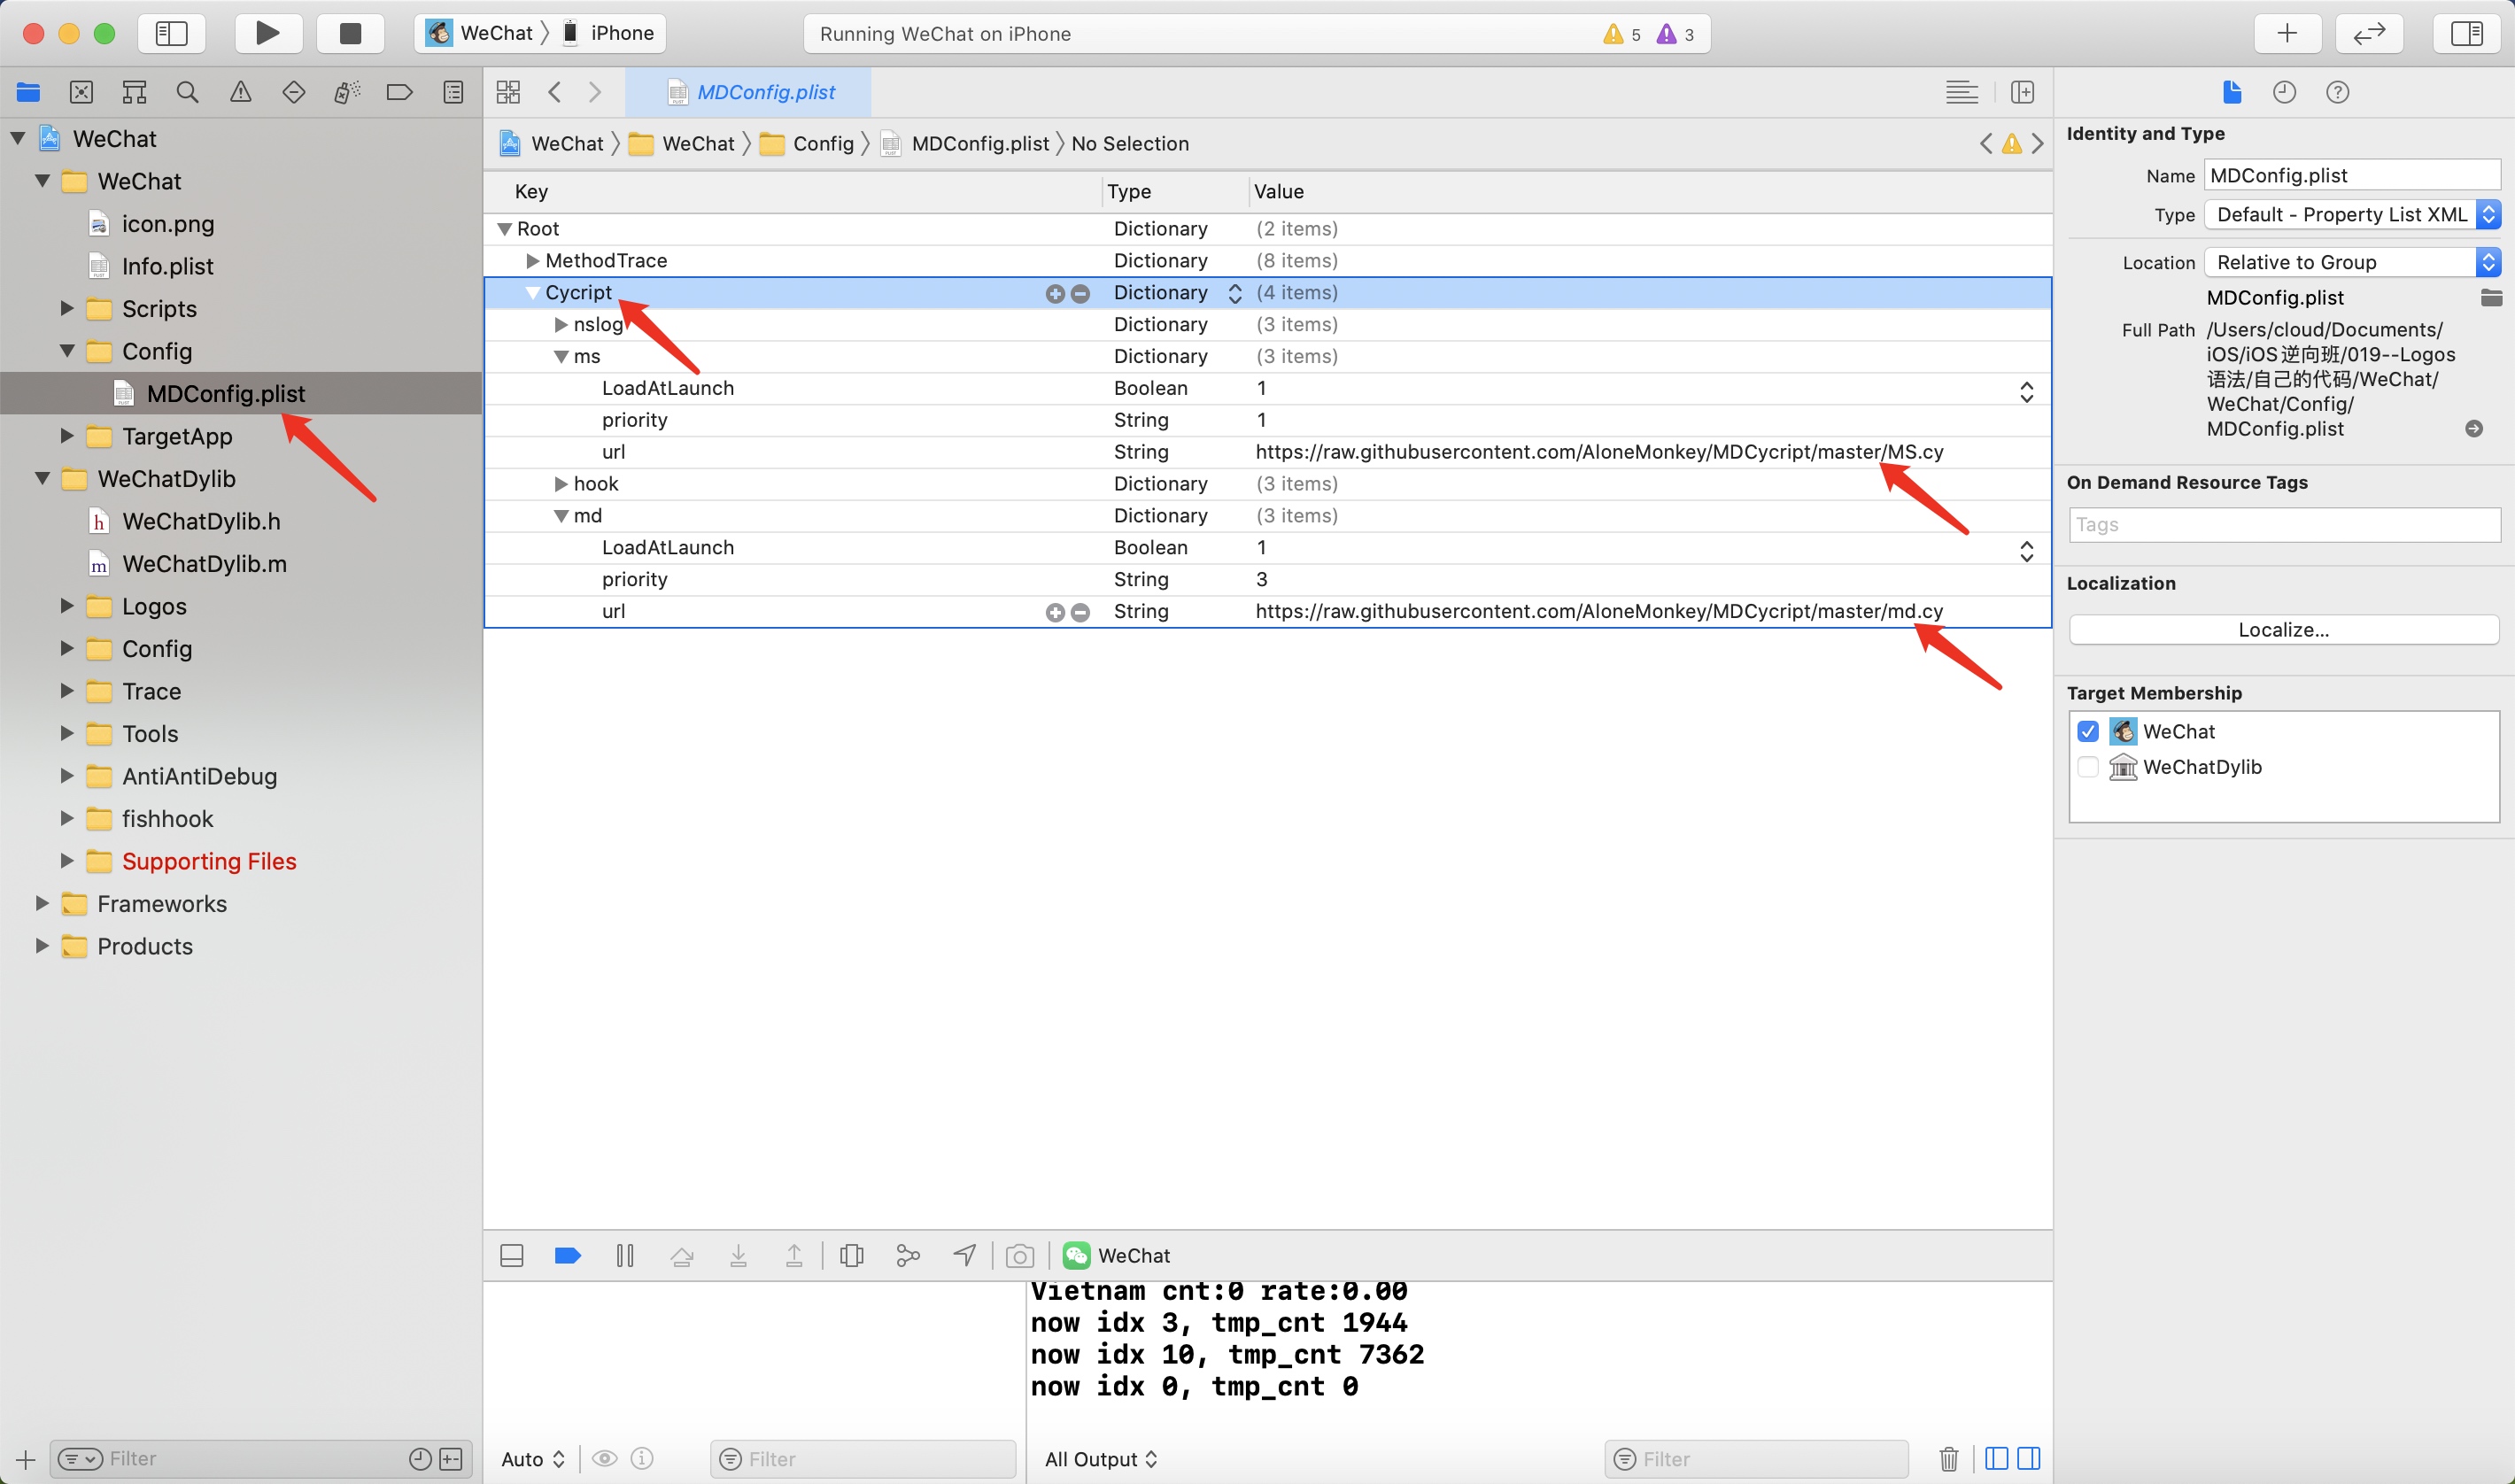 WeChat 〉 iPhone
Running WeChat on iPhone 5 3
MDConfig.plist
WeChat 〉 WeChat 〉 Config 〉 MDConfig.plist 〉 No Selection
WeChat
WeChat
icon.png
Info.plist
Scripts
Config
MDConfig.plist
TargetApp
WeChatDylib
WeChatDylib.h
WeChatDylib.m
Logos
Config
Trace
Tools
AntiAntiDebug
fishhook
Supporting Files
Frameworks
Products
Filter
Key Type Value
Root Dictionary (2 items)
MethodTrace Dictionary (8 items)
Cycript Dictionary (4 items)
nslog Dictionary (3 items)
ms Dictionary (3 items)
LoadAtLaunch Boolean 1
priority String 1
url String https://raw.githubusercontent.com/AloneMonkey/MDCycript/master/MS.cy
hook Dictionary (3 items)
md Dictionary (3 items)
LoadAtLaunch Boolean 1
priority String 3
url String https://raw.githubusercontent.com/AloneMonkey/MDCycript/master/md.cy
WeChat
Vietnam cnt:0 rate:0.00
now idx 3, tmp_cnt 1944
now idx 10, tmp_cnt 7362
now idx 0, tmp_cnt 0
Auto Filter All Output Filter
Identity and Type
Name MDConfig.plist
Type Default - Property List XML
Location Relative to Group
MDConfig.plist
Full Path /Users/cloud/Documents/
iOS/iOS逆向班/019--Logos
语法/自己的代码/WeChat/
WeChat/Config/
MDConfig.plist
On Demand Resource Tags
Tags
Localization
Localize...
Target Membership
WeChat
WeChatDylib